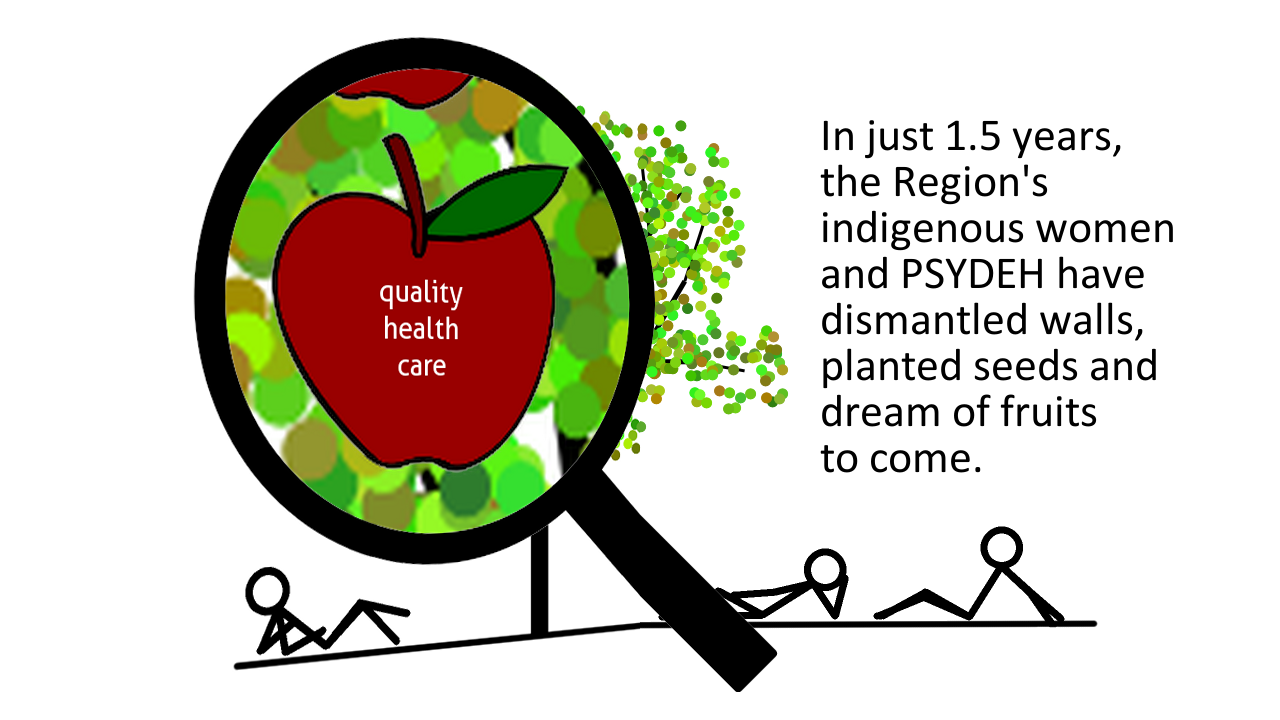 quality
health
care
In just 1.5 years,
the Region's
indigenous women
and PSYDEH have
dismantled walls,
planted seeds and
dream of fruits
to come.